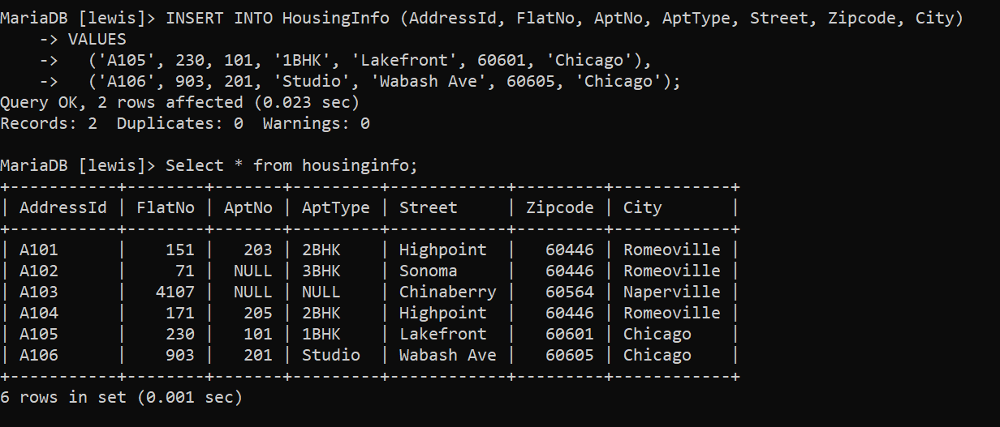 MariaDB [lewis]> INSERT INTO HousingInfo (AddressId, FlatNo, AptNo, AptType, Street, Zipcode, City)
    -> VALUES
    ->   ('A105', 230, 101, '1BHK', 'Lakefront', 60601, 'Chicago'),
    ->   ('A106', 903, 201, 'Studio', 'Wabash Ave', 60605, 'Chicago');
Query OK, 2 rows affected (0.023 sec)
Records: 2  Duplicates: 0  Warnings: 0
MariaDB [lewis]> Select * from housinginfo;
+-----------+--------+-------+---------+------------+---------+------------+
| AddressId | FlatNo | AptNo | AptType | Street     | Zipcode | City       |
+-----------+--------+-------+---------+------------+---------+------------+
| A101      |    151 |   203 | 2BHK    | Highpoint  |   60446 | Romeoville |
| A102      |     71 |  NULL | 3BHK    | Sonoma     |   60446 | Romeoville |
| A103      |   4107 |  NULL | NULL    | Chinaberry |   60564 | Naperville |
| A104      |    171 |   205 | 2BHK    | Highpoint  |   60446 | Romeoville |
| A105      |    230 |   101 | 1BHK    | Lakefront  |   60601 | Chicago    |
| A106      |    903 |   201 | Studio  | Wabash Ave |   60605 | Chicago    |
+-----------+--------+-------+---------+------------+---------+------------+
6 rows in set (0.001 sec)